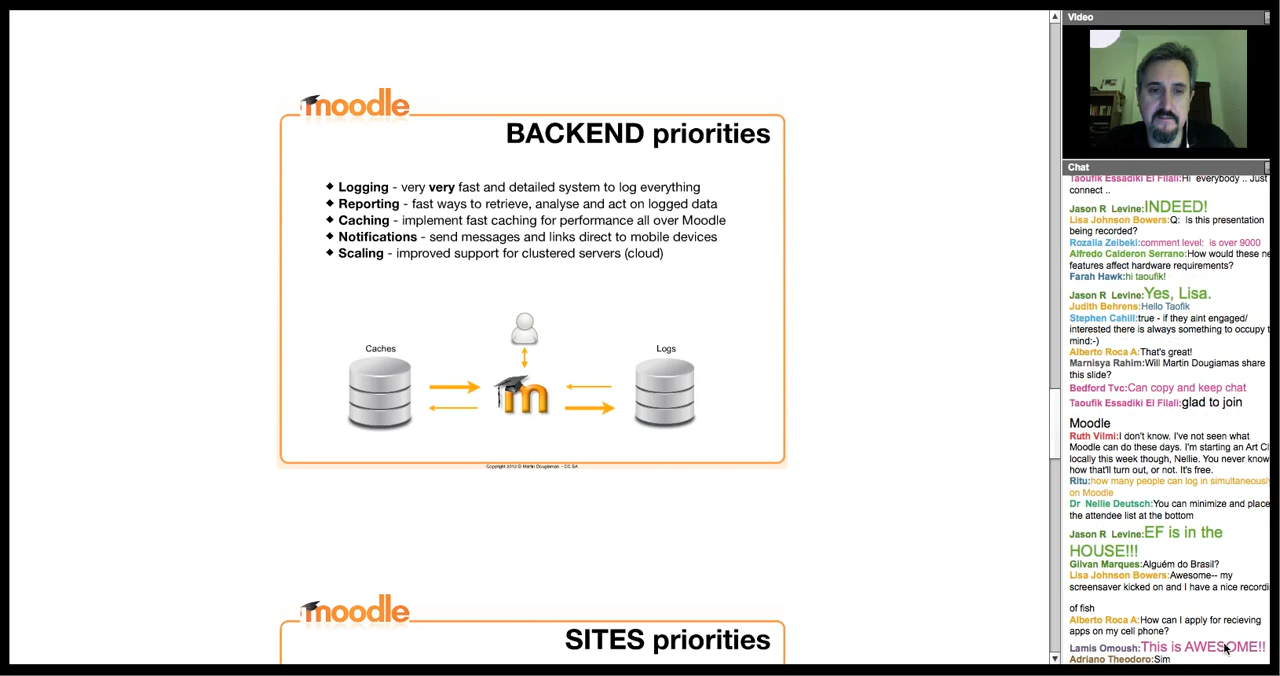 moodle
BACKEND priorities
◆ Logging - very very fast and detailed system to log everything
◆ Reporting - fast ways to retrieve, analyse and act on logged data
◆ Caching - implement fast caching for performance all over Moodle
◆ Notifications - send messages and links direct to mobile devices
◆ Scaling - improved support for clustered servers (cloud)
Caches
Logs
m
Copyright 2012 © Martin Dougiamas - CC SA
moodle
SITES priorities
Video
Chat
Taoufik Essadiki El Filali:Hi everybody .. Just
connect ..
Jason R Levine:INDEED!
Lisa Johnson Bowers:Q: Is this presentation
being recorded?
Rozalia Zeibeki:comment level: is over 9000
Alfredo Calderon Serrano:How would these ne
features affect hardware requirements?
Farah Hawk:hi taoufik!
Jason R Levine:Yes, Lisa.
Judith Behrens:Hello Taofik
Stephen Cahill:true - if they aint engaged/
interested there is always something to occupy t
mind:-)
Alberto Roca A:That's great!
Marnisya Rahim:Will Martin Dougiamas share
this slide?
Bedford Tvc:Can copy and keep chat
Taoufik Essadiki El Filali:glad to join
Moodle
Ruth Vilmi:I don't know. I've not seen what
Moodle can do these days. I'm starting an Art Cl
locally this week though, Nellie. You never know
how that'll turn out, or not. It's free.
Ritu:how many people can log in simultaneously
on Moodle
Dr Nellie Deutsch:You can minimize and place
the attendee list at the bottom
Jason R Levine:EF is in the
HOUSE!!!
Gilvan Marques:Alguém do Brasil?
Lisa Johnson Bowers:Awesome-- my
screensaver kicked on and I have a nice recordi
of fish
Alberto Roca A:How can I apply for recieving
apps on my cell phone?
Lamis Omoush:This is AWESOME!!
Adriano Theodoro:Sim